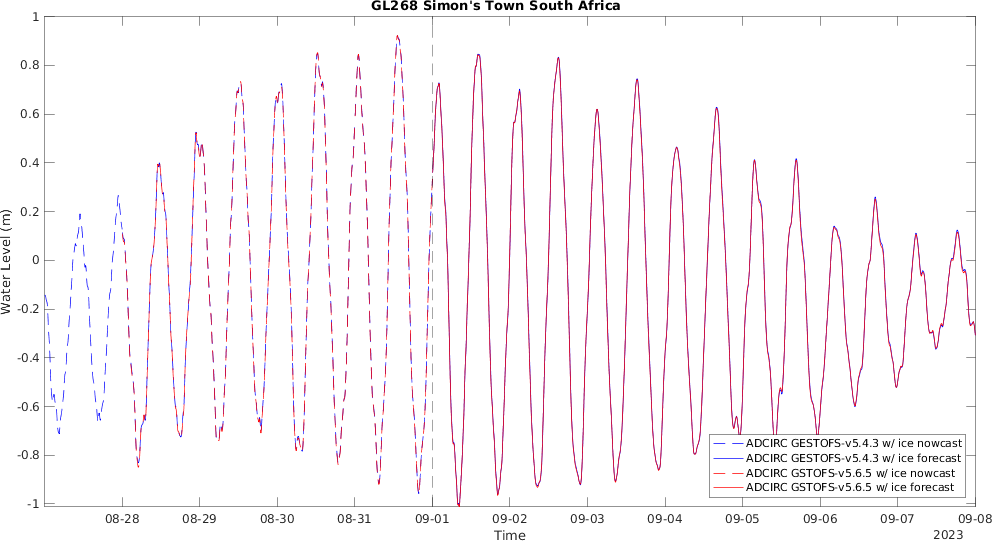 GL268 Simon's Town South Africa
Water Level (m)
1
0.8
0.6
0.4
0.2
0
-0.2
-0.4
-0.6
-0.8
-1
ADCIRC GESTOFS-v5.4.3 w/ ice nowcast
ADCIRC GESTOFS-v5.4.3 w/ ice forecast
ADCIRC GSTOFS-v5.6.5 w/ ice nowcast
ADCIRC GSTOFS-v5.6.5 w/ ice forecast
08-28 08-29 08-30 08-31 09-01 09-02 09-03 09-04 09-05 09-06 09-07 09-08
Time
2023